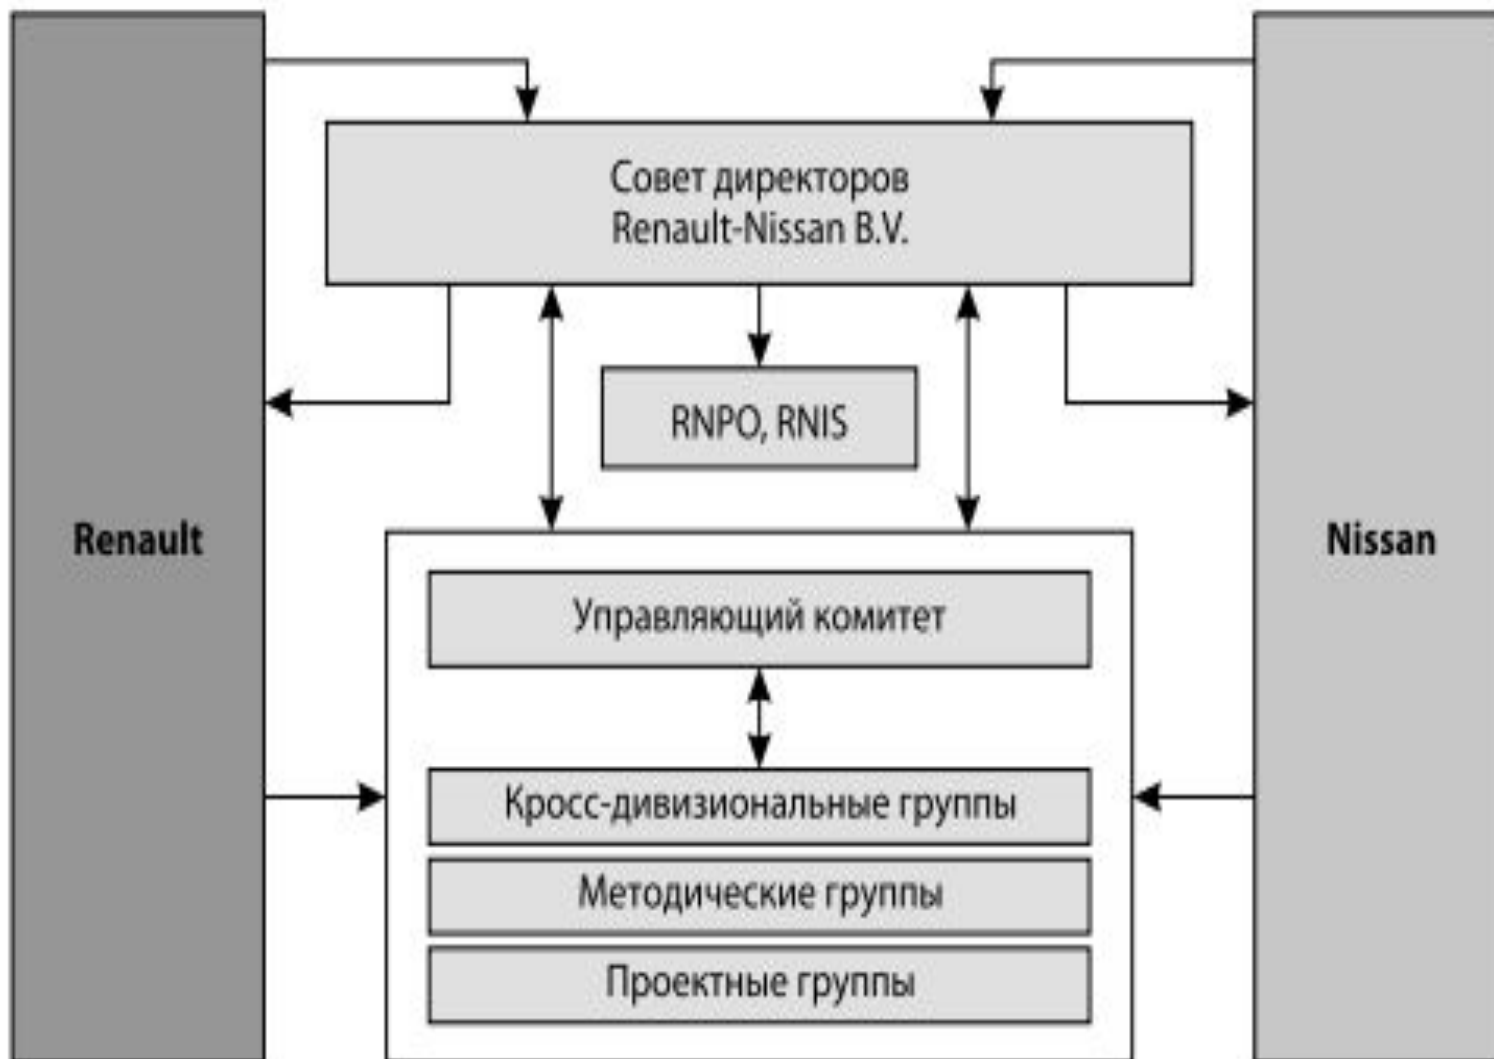 Совет директоров
Renault-Nissan B.V.
RNPO, RNIS
Renault
Nissan
Управляющий комитет
Кросс-дивизиональные группы
Методические группы
Проектные группы